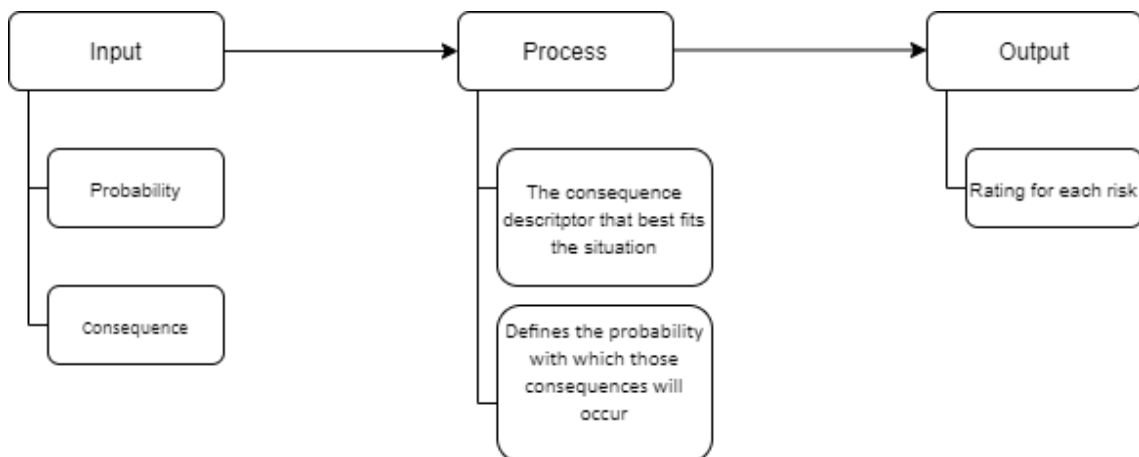 Input
Process
Output
Probability
Consequence
The consequence
descritptor that best fits
the situation
Defines the probability
with which those
consequences will
occur
Rating for each risk